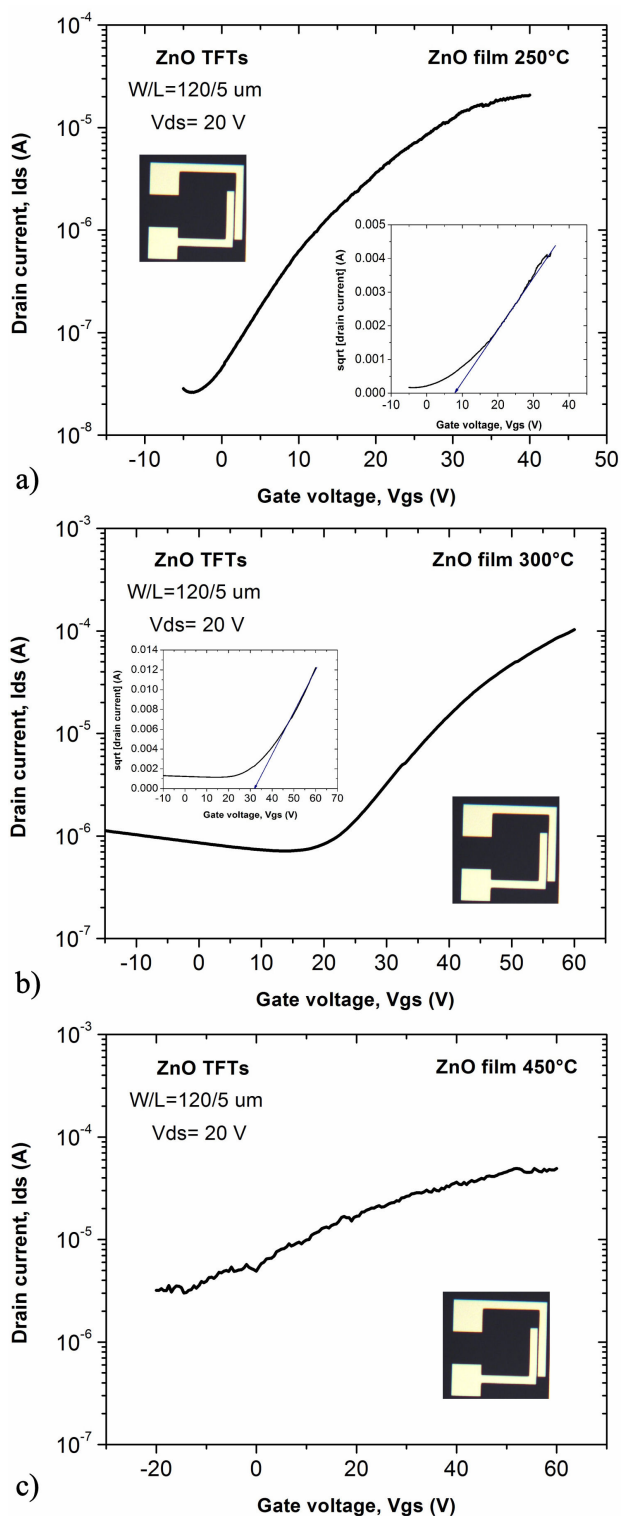 10⁻⁴
ZnO TFTs
ZnO film 250°C
W/L=120/5 um
Vds= 20 V
10⁻⁵
10⁻⁶
10⁻⁷
10⁻⁸
Drain current, Ids (A)
0.005
0.004
0.003
0.002
0.001
0.000
sqrt [drain current] (A)
-10 0 10 20 30 40
Gate voltage, Vgs (V)
-10 0 10 20 30 40 50
a)
Gate voltage, Vgs (V)
10⁻³
ZnO TFTs
ZnO film 300°C
W/L=120/5 um
Vds= 20 V
10⁻⁴
10⁻⁵
10⁻⁶
10⁻⁷
Drain current, Ids (A)
0.014
0.012
0.010
0.008
0.006
0.004
0.002
0.000
sqrt [drain current] (A)
-10 0 10 20 30 40 50 60 70
Gate voltage, Vgs (V)
-10 0 10 20 30 40 50 60
b)
Gate voltage, Vgs (V)
10⁻³
ZnO TFTs
ZnO film 450°C
W/L=120/5 um
Vds= 20 V
10⁻⁴
10⁻⁵
10⁻⁶
10⁻⁷
Drain current, Ids (A)
-20 0 20 40 60
c)
Gate voltage, Vgs (V)